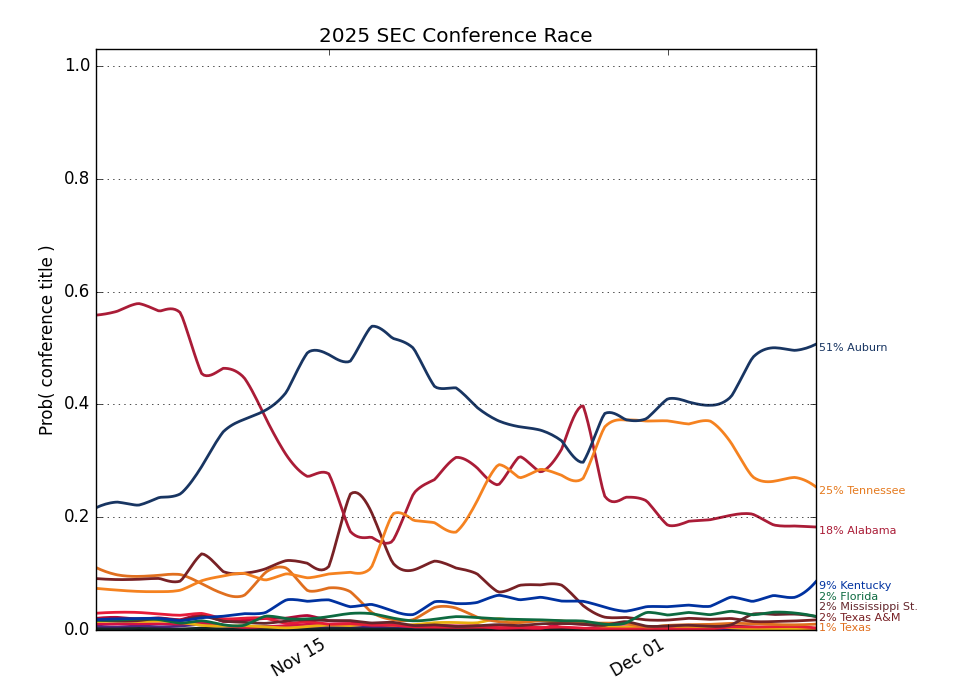 2025 SEC Conference Race
Prob( conference title )
1.0
0.8
0.6
0.4
0.2
0.0
Nov 15
Dec 01
51% Auburn
25% Tennessee
18% Alabama
9% Kentucky
2% Florida
2% Mississippi St.
2% Texas A&M
1% Texas